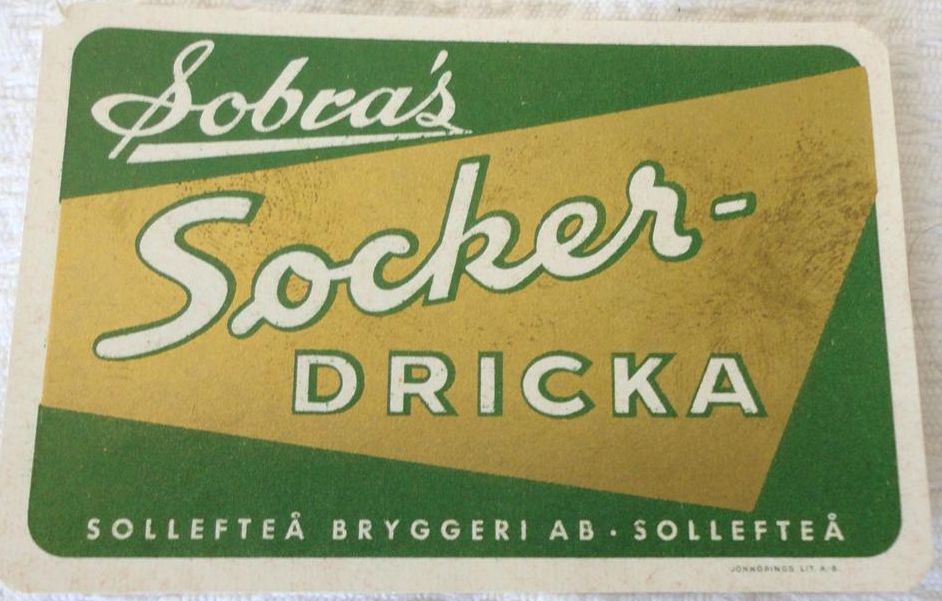 Sobra's
Socker-
DRICKA
SOLLEFTEÅ BRYGGERI AB · SOLLEFTEÅ
JÖNKÖPINGS LIT. A/B.